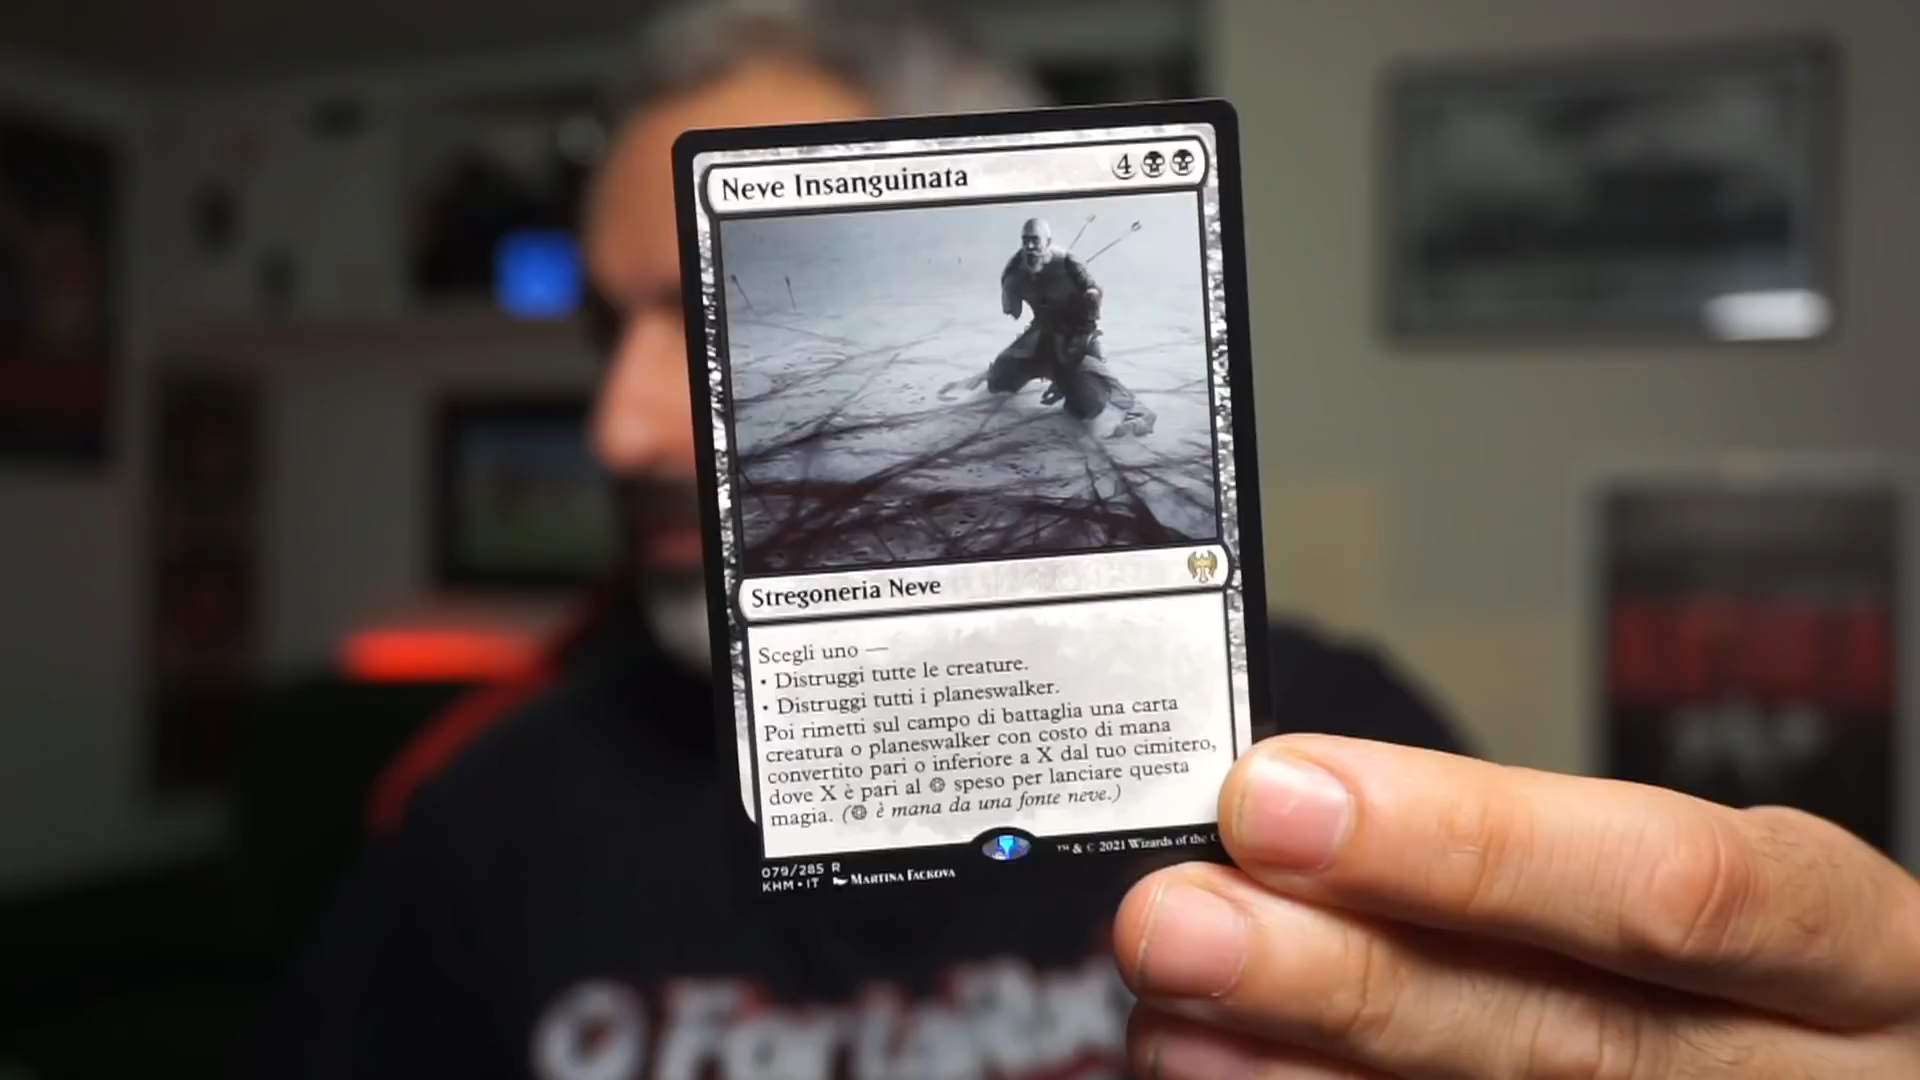 Neve Insanguinata 4
Stregoneria Neve
Scegli uno —
• Distruggi tutte le creature.
• Distruggi tutti i planeswalker.
Poi rimetti sul campo di battaglia una carta
creatura o planeswalker con costo di mana
convertito pari o inferiore a X dal tuo cimitero,
dove X è pari al speso per lanciare questa
magia. ( è mana da una fonte neve.)
079/285 R
KHM • IT MARTINA FACKOVA
™ & © 2021 Wizards of the C